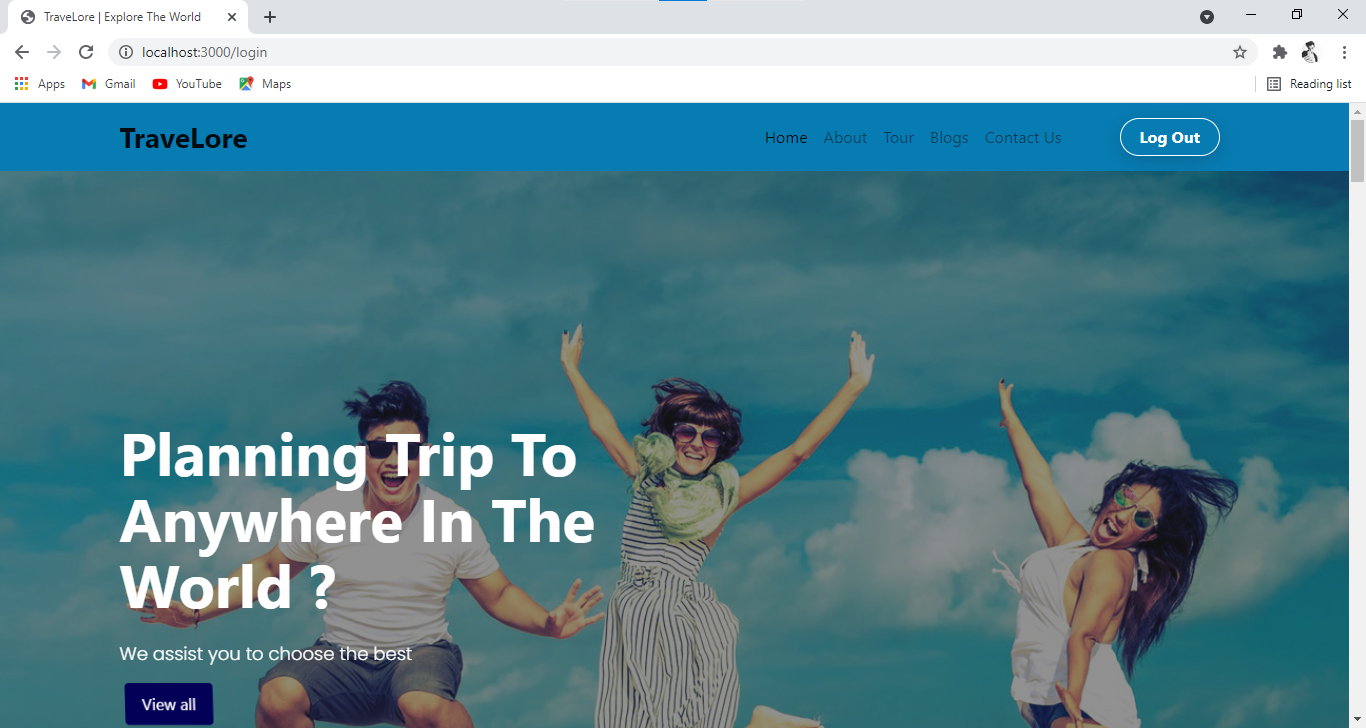 TraveLore | Explore The World
localhost:3000/login
Apps Gmail YouTube Maps Reading list
TraveLore Home About Tour Blogs Contact Us Log Out
Planning Trip To
Anywhere In The
World ?
We assist you to choose the best
View all